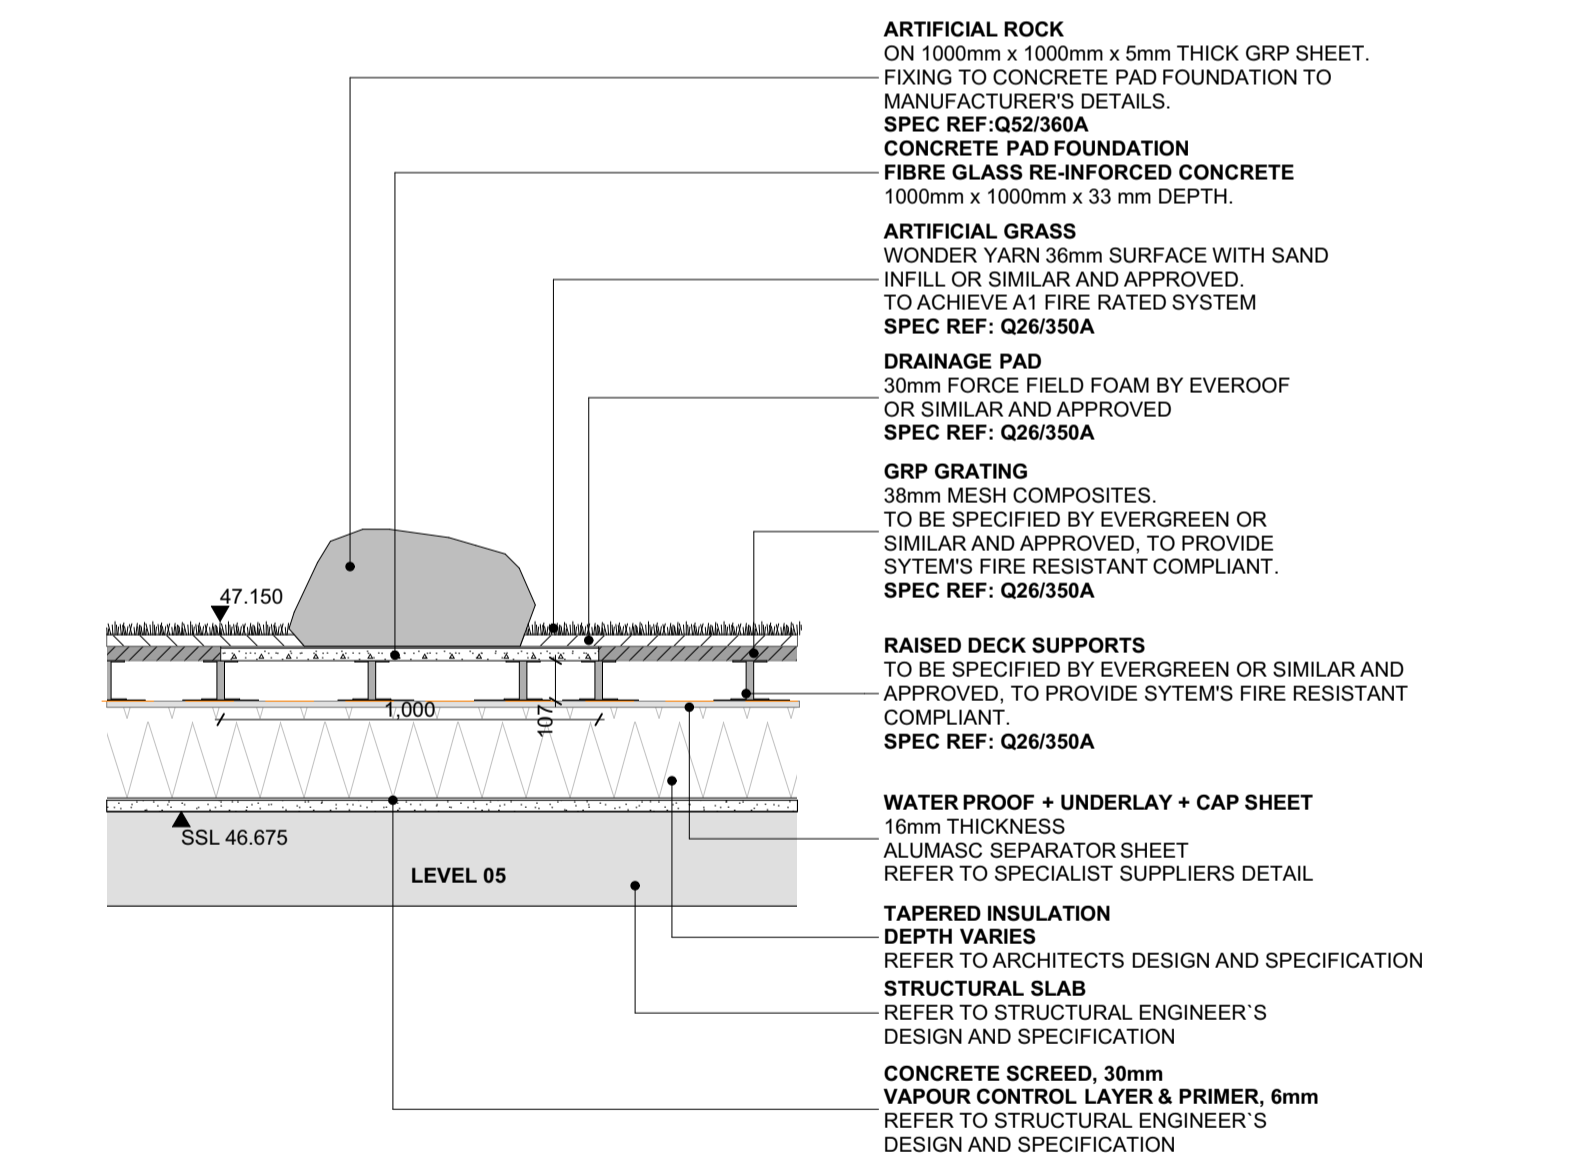 ARTIFICIAL ROCK
ON 1000mm x 1000mm x 5mm THICK GRP SHEET.
FIXING TO CONCRETE PAD FOUNDATION TO
MANUFACTURER'S DETAILS.
SPEC REF:Q52/360A
CONCRETE PAD FOUNDATION
FIBRE GLASS RE-INFORCED CONCRETE
1000mm x 1000mm x 33 mm DEPTH.
ARTIFICIAL GRASS
WONDER YARN 36mm SURFACE WITH SAND
INFILL OR SIMILAR AND APPROVED.
TO ACHIEVE A1 FIRE RATED SYSTEM
SPEC REF: Q26/350A
DRAINAGE PAD
30mm FORCE FIELD FOAM BY EVEROOF
OR SIMILAR AND APPROVED
SPEC REF: Q26/350A
GRP GRATING
38mm MESH COMPOSITES.
TO BE SPECIFIED BY EVERGREEN OR
SIMILAR AND APPROVED, TO PROVIDE
SYTEM'S FIRE RESISTANT COMPLIANT.
SPEC REF: Q26/350A
RAISED DECK SUPPORTS
TO BE SPECIFIED BY EVERGREEN OR SIMILAR AND
APPROVED, TO PROVIDE SYTEM'S FIRE RESISTANT
COMPLIANT.
SPEC REF: Q26/350A
WATER PROOF + UNDERLAY + CAP SHEET
16mm THICKNESS
ALUMASC SEPARATOR SHEET
REFER TO SPECIALIST SUPPLIERS DETAIL
TAPERED INSULATION
DEPTH VARIES
REFER TO ARCHITECTS DESIGN AND SPECIFICATION
STRUCTURAL SLAB
REFER TO STRUCTURAL ENGINEER`S
DESIGN AND SPECIFICATION
CONCRETE SCREED, 30mm
VAPOUR CONTROL LAYER & PRIMER, 6mm
REFER TO STRUCTURAL ENGINEER`S
DESIGN AND SPECIFICATION
47.150
1,000
107
SSL 46.675
LEVEL 05